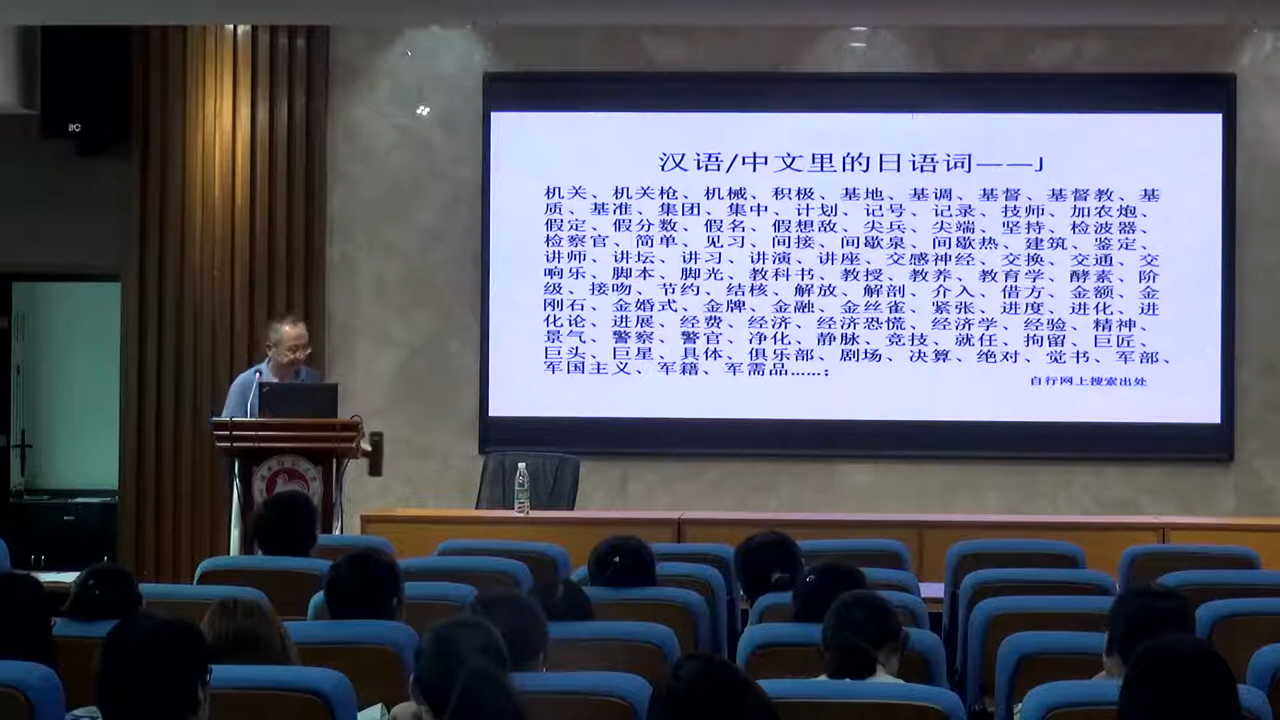 汉语/中文里的日语词——J
机关、机关枪、机械、积极、基地、基调、基督、基督教、基
质、基准、集团、集中、计划、记号、记录、技师、加农炮、
假定、假分数、假名、假想敌、尖兵、尖端、坚持、检波器、
检察官、简单、见习、间接、间歇泉、间歇热、建筑、鉴定、
讲师、讲坛、讲习、讲演、讲座、交感神经、交换、交通、交
响乐、脚本、脚光、教科书、教授、教养、教育学、酵素、阶
级、接吻、节约、结核、解放、解剖、介入、借方、金额、金
刚石、金婚式、金牌、金融、金丝雀、紧张、进度、进化、进
化论、进展、经费、经济、经济恐慌、经济学、经验、精神、
景气、警察、警官、净化、静脉、竞技、就任、拘留、巨匠、
巨头、巨星、具体、俱乐部、剧场、决算、绝对、觉书、军部、
军国主义、军籍、军需品……；
自行网上搜索出处
itC